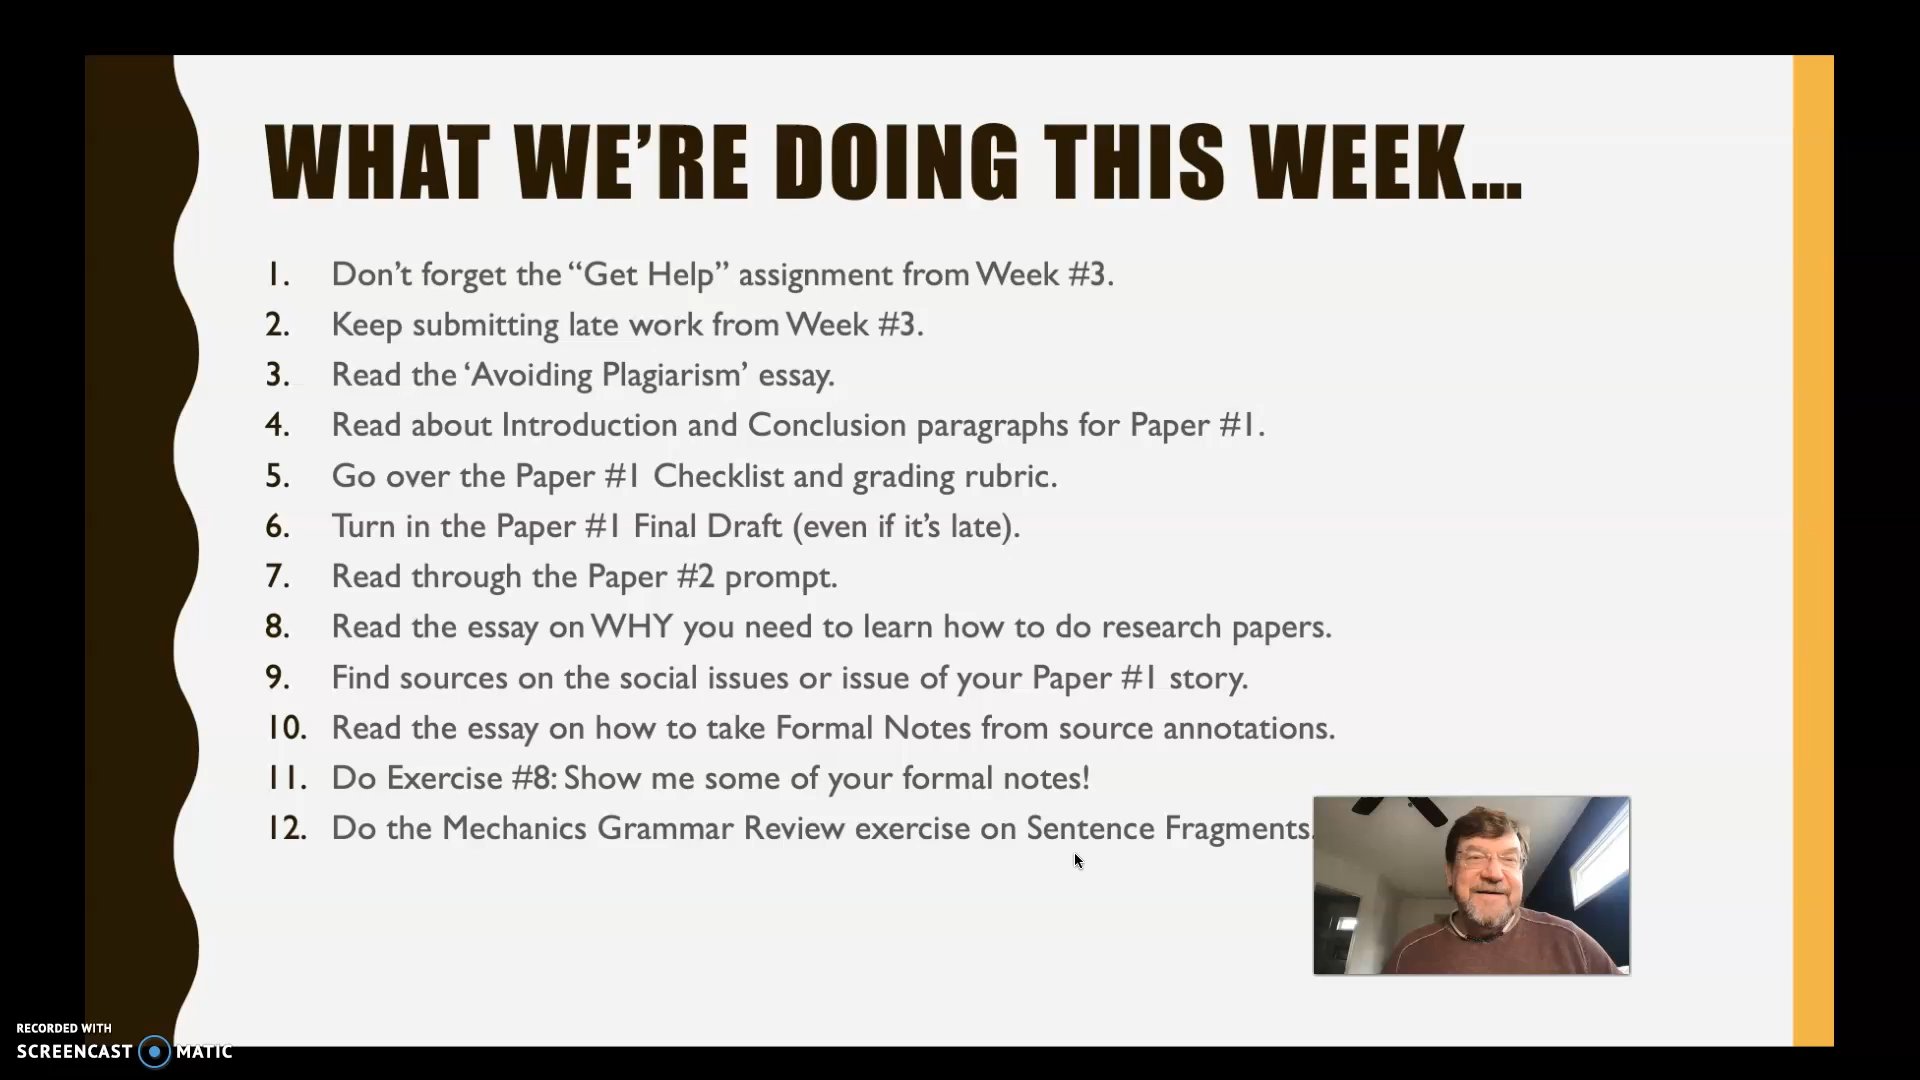 WHAT WE'RE DOING THIS WEEK...
1. Don't forget the “Get Help” assignment from Week #3.
2. Keep submitting late work from Week #3.
3. Read the ‘Avoiding Plagiarism’ essay.
4. Read about Introduction and Conclusion paragraphs for Paper #1.
5. Go over the Paper #1 Checklist and grading rubric.
6. Turn in the Paper #1 Final Draft (even if it’s late).
7. Read through the Paper #2 prompt.
8. Read the essay on WHY you need to learn how to do research papers.
9. Find sources on the social issues or issue of your Paper #1 story.
10. Read the essay on how to take Formal Notes from source annotations.
11. Do Exercise #8: Show me some of your formal notes!
12. Do the Mechanics Grammar Review exercise on Sentence Fragments.
RECORDED WITH
SCREENCAST MATIC